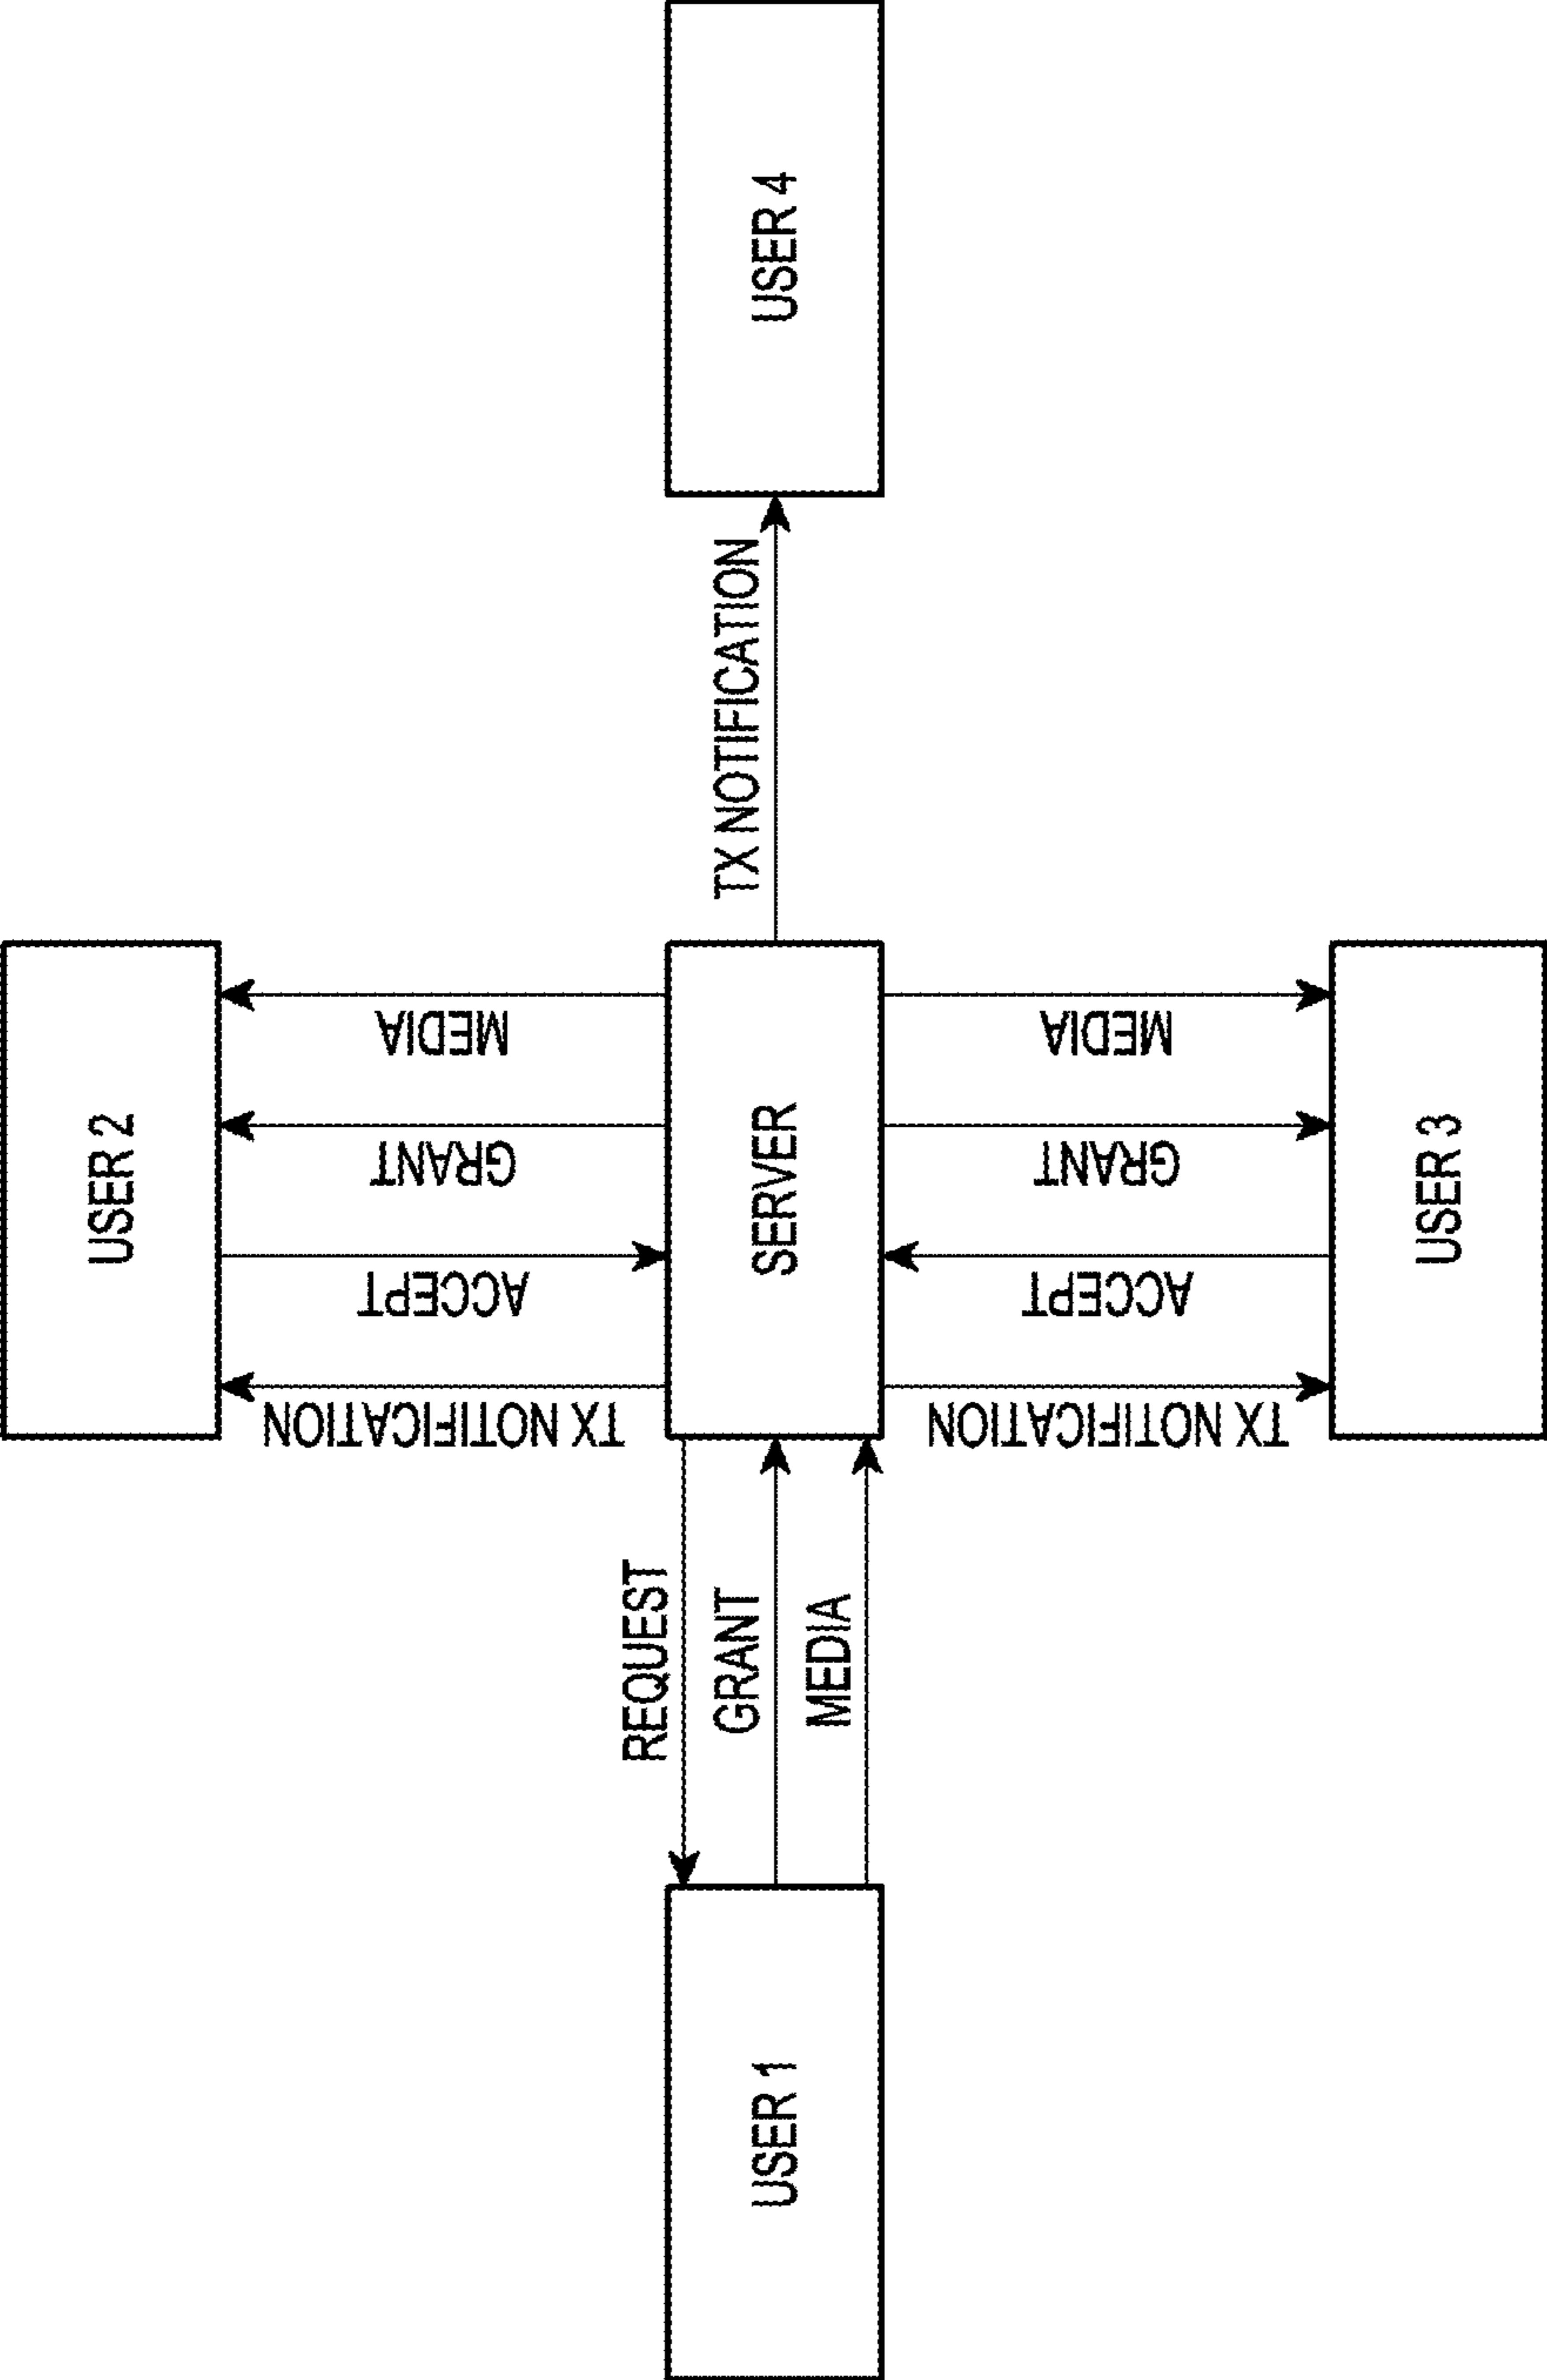 USER 2
TX NOTIFICATION
ACCEPT
GRANT
MEDIA
USER 1
REQUEST
GRANT
MEDIA
SERVER
TX NOTIFICATION
USER 4
TX NOTIFICATION
ACCEPT
GRANT
MEDIA
USER 3